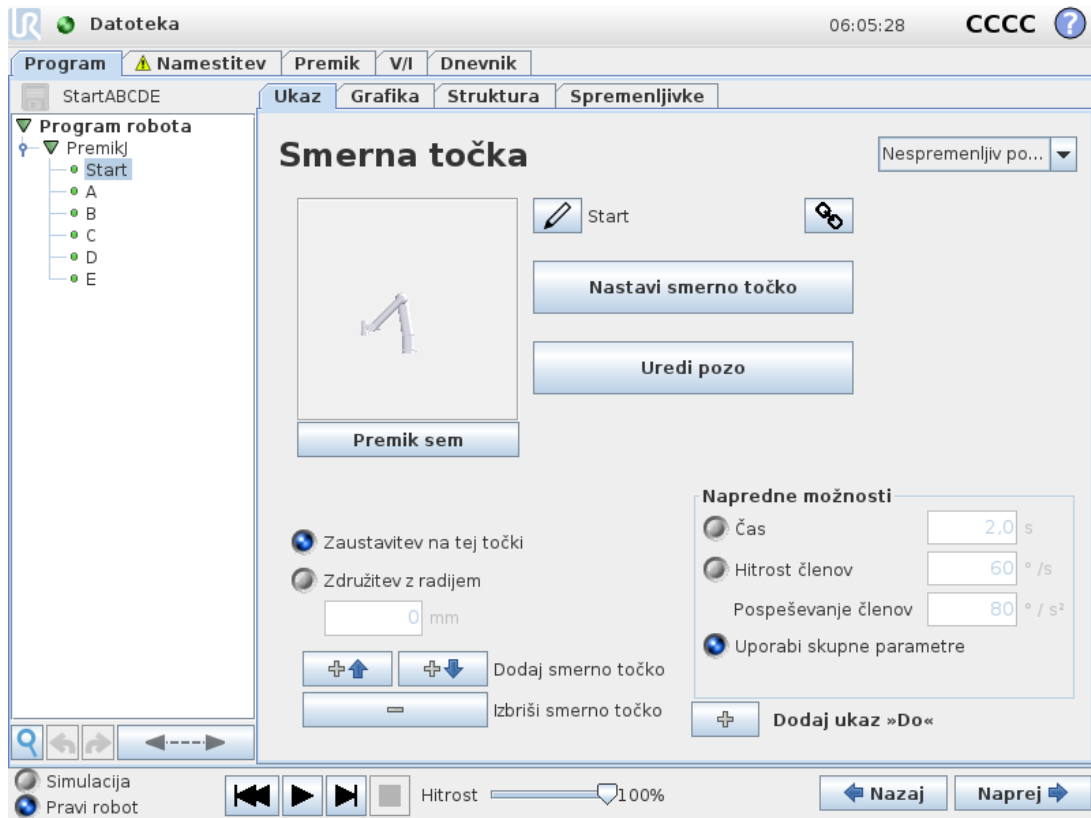 UR Datoteka 06:05:28 CCCC ?
Program Namestitev Premik V/I Dnevnik
StartABCDE
Ukaz Grafika Struktura Spremenljivke
Program robota
PremikJ
Start
A
B
C
D
E
Smerna točka
Nespremenljiv po...
Start
Nastavi smerno točko
Uredi pozo
Premik sem
Zaustavitev na tej točki
Združitev z radijem
0 mm
Dodaj smerno točko
Izbriši smerno točko
Napredne možnosti
Čas 2,0 s
Hitrost členov 60 ° /s
Pospeševanje členov 80 ° / s²
Uporabi skupne parametre
Dodaj ukaz »Do«
Simulacija
Pravi robot
Hitrost 100%
Nazaj
Naprej